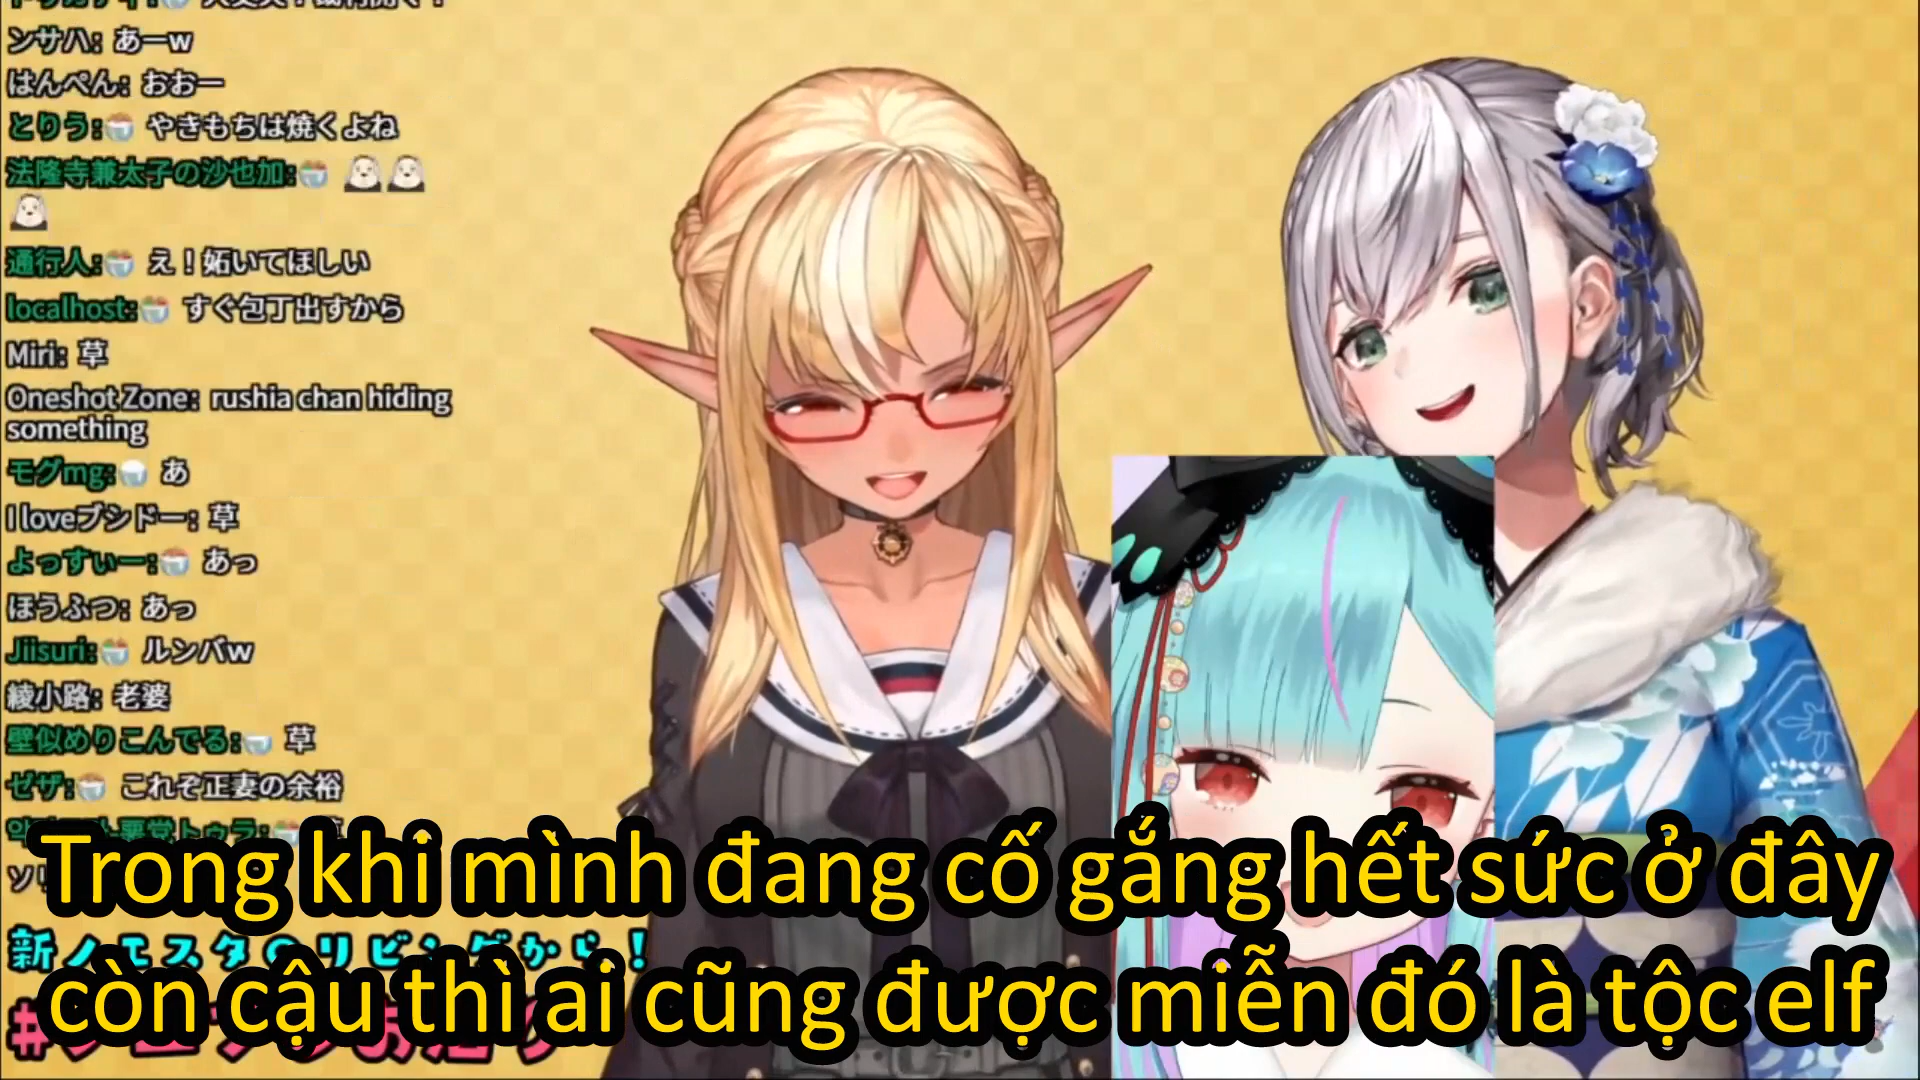 ンサハ: あーw
はんぺん: おおー
とりう: やきもちは焼くよね
法隆寺兼太子の沙也加:
通行人: え！妬いてほしい
localhost: すぐ包丁出すから
Miri: 草
Oneshot Zone: rushia chan hiding
something
モグmg: あ
I loveブシドー: 草
よっすぃー: あっ
ほうふつ: あっ
Jiisuri: ルンバw
綾小路: 老婆
壁似めりこんでる: 草
ゼザ: これぞ正妻の余裕
Trong khi mình đang cố gắng hết sức ở đây
còn cậu thì ai cũng được miễn đó là tộc elf